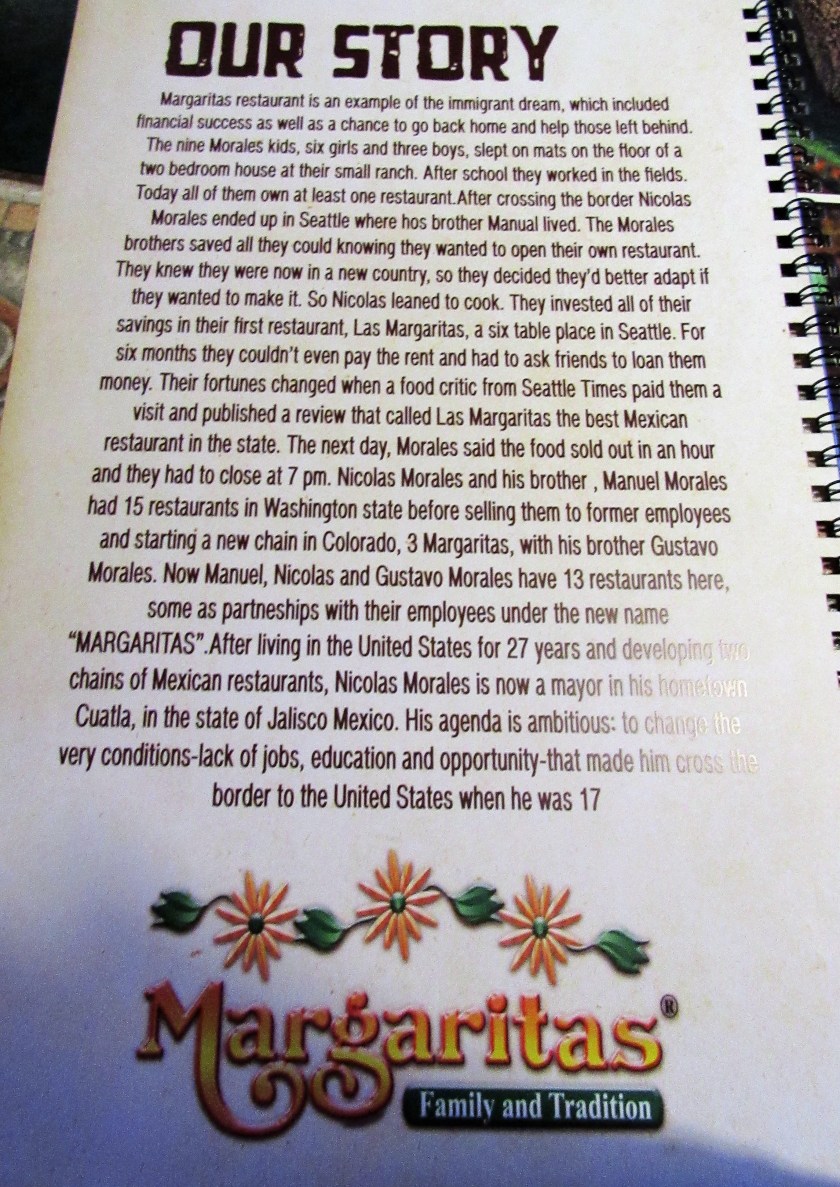 OUR STORY
Margaritas restaurant is an example of the immigrant dream, which included
financial success as well as a chance to go back home and help those left behind.
The nine Morales kids, six girls and three boys, slept on mats on the floor of a
two bedroom house at their small ranch. After school they worked in the fields.
Today all of them own at least one restaurant.After crossing the border Nicolas
Morales ended up in Seattle where hos brother Manual lived. The Morales
brothers saved all they could knowing they wanted to open their own restaurant.
They knew they were now in a new country, so they decided they'd better adapt if
they wanted to make it. So Nicolas leaned to cook. They invested all of their
savings in their first restaurant, Las Margaritas, a six table place in Seattle. For
six months they couldn't even pay the rent and had to ask friends to loan them
money. Their fortunes changed when a food critic from Seattle Times paid them a
visit and published a review that called Las Margaritas the best Mexican
restaurant in the state. The next day, Morales said the food sold out in an hour
and they had to close at 7 pm. Nicolas Morales and his brother , Manuel Morales
had 15 restaurants in Washington state before selling them to former employees
and starting a new chain in Colorado, 3 Margaritas, with his brother Gustavo
Morales. Now Manuel, Nicolas and Gustavo Morales have 13 restaurants here,
some as partneships with their employees under the new name
“MARGARITAS”.After living in the United States for 27 years and developing two
chains of Mexican restaurants, Nicolas Morales is now a mayor in his hometown
Cuatla, in the state of Jalisco Mexico. His agenda is ambitious: to change the
very conditions-lack of jobs, education and opportunity-that made him cross the
border to the United States when he was 17
Margaritas®
Family and Tradition